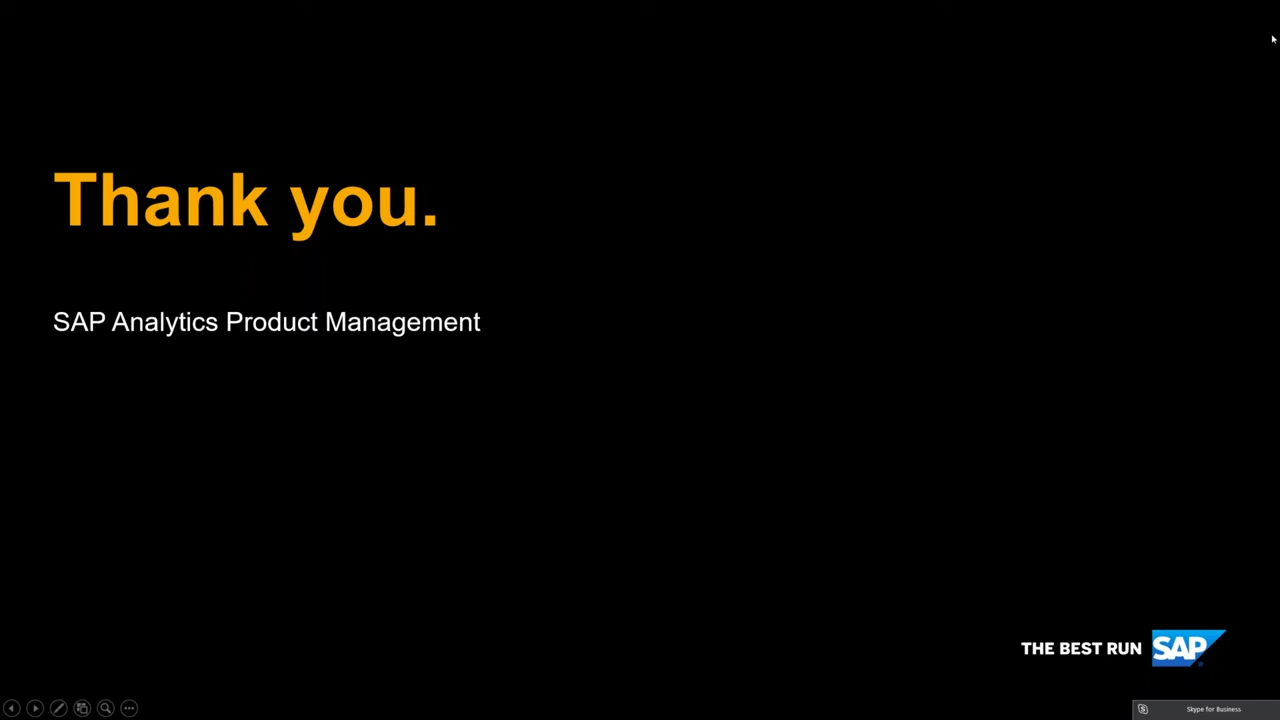 Thank you.
SAP Analytics Product Management
THE BEST RUN SAP
Skype for Business